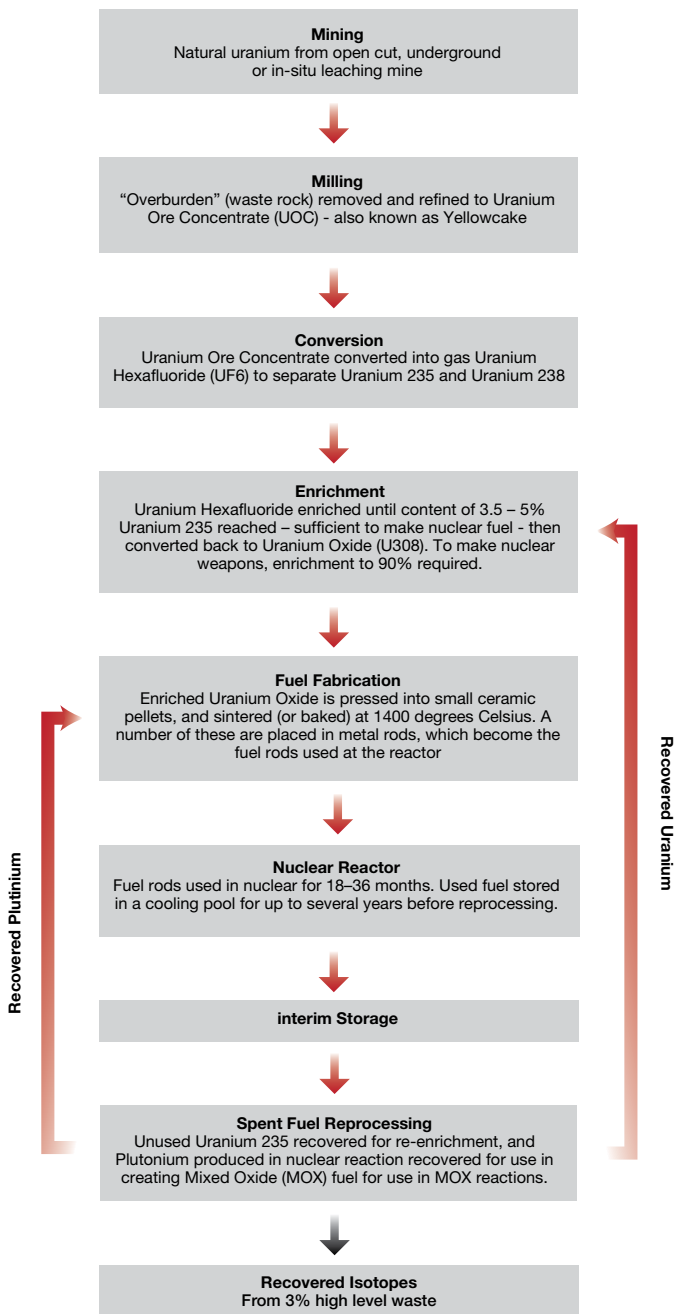 Mining
Natural uranium from open cut, underground
or in-situ leaching mine
Milling
“Overburden” (waste rock) removed and refined to Uranium
Ore Concentrate (UOC) - also known as Yellowcake
Conversion
Uranium Ore Concentrate converted into gas Uranium
Hexafluoride (UF6) to separate Uranium 235 and Uranium 238
Enrichment
Uranium Hexafluoride enriched until content of 3.5 – 5%
Uranium 235 reached – sufficient to make nuclear fuel - then
converted back to Uranium Oxide (U308). To make nuclear
weapons, enrichment to 90% required.
Fuel Fabrication
Enriched Uranium Oxide is pressed into small ceramic
pellets, and sintered (or baked) at 1400 degrees Celsius. A
number of these are placed in metal rods, which become the
fuel rods used at the reactor
Nuclear Reactor
Fuel rods used in nuclear for 18–36 months. Used fuel stored
in a cooling pool for up to several years before reprocessing.
interim Storage
Spent Fuel Reprocessing
Unused Uranium 235 recovered for re-enrichment, and
Plutonium produced in nuclear reaction recovered for use in
creating Mixed Oxide (MOX) fuel for use in MOX reactions.
Recovered Isotopes
From 3% high level waste
Recovered Plutinium
Recovered Uranium